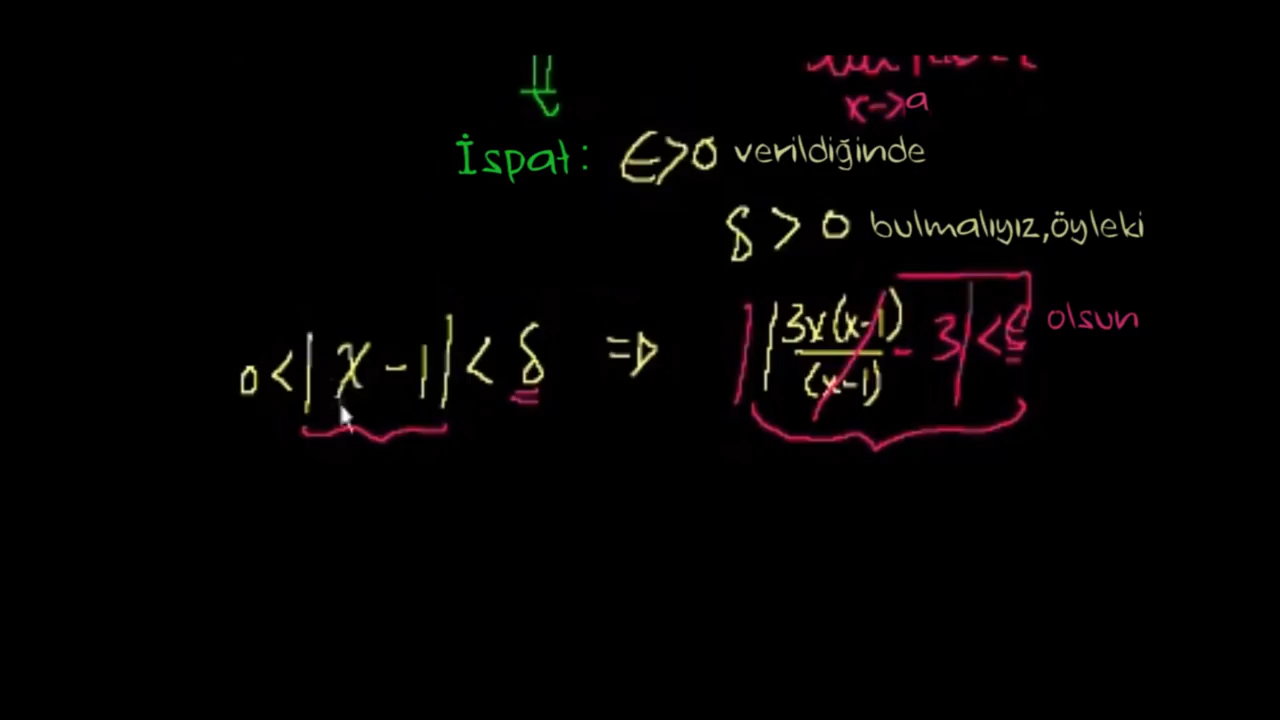 x→a
İspat: ε>0 verildiğinde
δ > 0 bulmalıyız,öyleki
0<|x-1|< δ ⇒ ||3x(x-1)/(x-1) - 3|<ε olsun